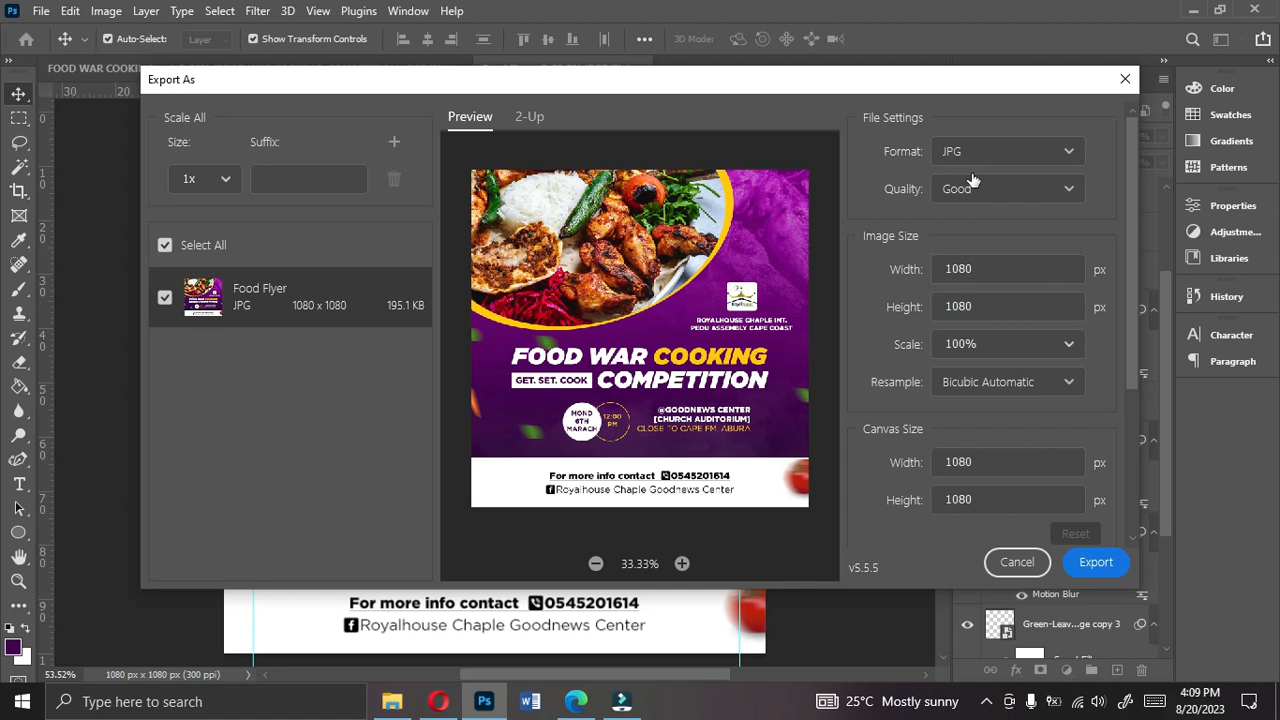 Ps File Edit Image Layer Type Select Filter 3D View Plugins Window Help
Auto-Select: Layer Show Transform Controls 3D Mode:
FOOD WAR COOKIN
30 20
Export As
Scale All
Size: Suffix:
1x
Select All
Food Flyer
JPG 1080 x 1080 195.1 KB
Preview 2-Up
ROYALHOUSE CHAPLE INT.
PEDU ASSEMBLY CAPE COAST
FOOD WAR COOKING
GET. SET. COOK COMPETITION
MOND
6TH
MARACH
12:00
PM
@GOODNEWS CENTER
[CHURCH AUDITORIUM]
CLOSE TO CAPE FM, ABURA
For more info contact 0545201614
Royalhouse Chaple Goodnews Center
33.33%
File Settings
Format: JPG
Quality: Good
Image Size
Width: 1080 px
Height: 1080 px
Scale: 100%
Resample: Bicubic Automatic
Canvas Size
Width: 1080 px
Height: 1080 px
Reset
v5.5.5
Cancel Export
Color
Swatches
Gradients
Patterns
Properties
Adjustme...
Libraries
History
Character
Paragraph
Motion Blur
Green-Leav...ge copy 3
For more info contact 0545201614
Royalhouse Chaple Goodnews Center
53.52% 1080 px x 1080 px (300 ppi)
Type here to search
25°C Mostly sunny
4:09 PM
8/20/2023